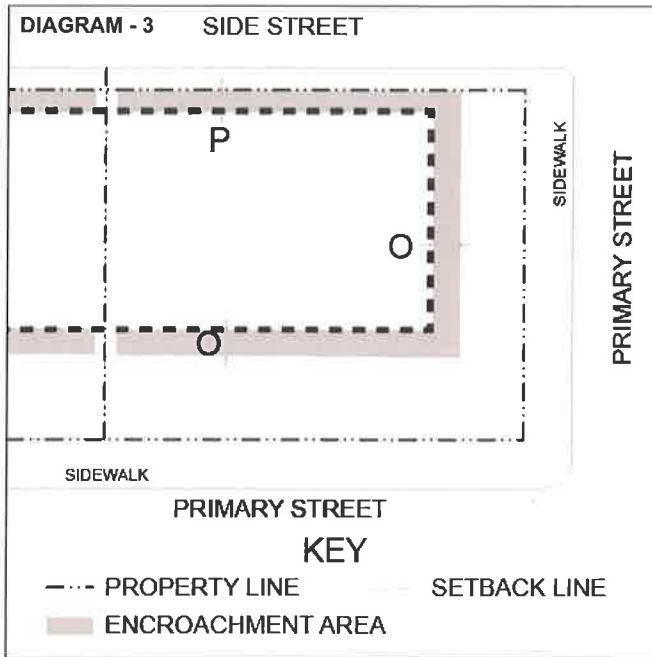 DIAGRAM - 3 SIDE STREET
P
SIDEWALK
PRIMARY STREET
O
O
SIDEWALK
PRIMARY STREET
KEY
PROPERTY LINE SETBACK LINE
ENCROACHMENT AREA